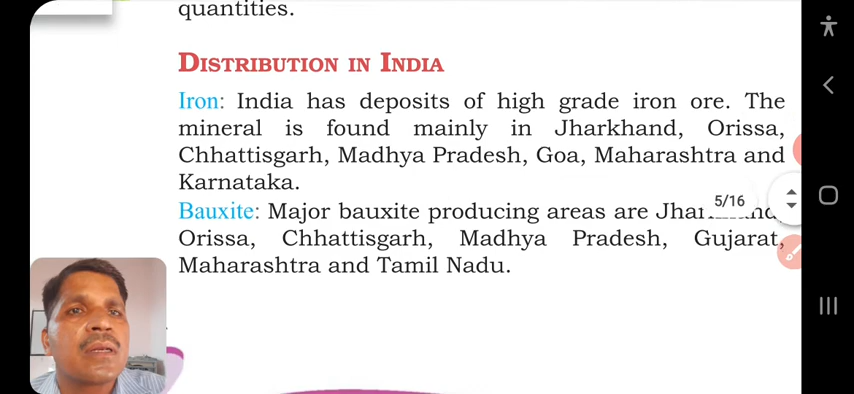 quantities.
DISTRIBUTION IN INDIA
Iron: India has deposits of high grade iron ore. The
mineral is found mainly in Jharkhand, Orissa,
Chhattisgarh, Madhya Pradesh, Goa, Maharashtra and
Karnataka.
5/16
Bauxite: Major bauxite producing areas are Jharkhand,
Orissa, Chhattisgarh, Madhya Pradesh, Gujarat,
Maharashtra and Tamil Nadu.